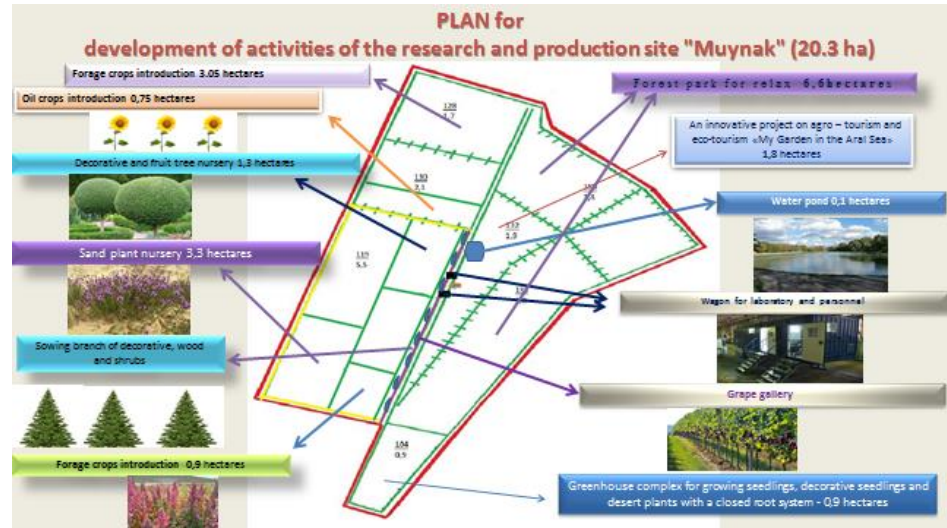 PLAN for
development of activities of the research and production site "Muynak" (20.3 ha)
Forage crops introduction 3.05 hectares
Oil crops introduction 0,75 hectares
Decorative and fruit tree nursery 1,3 hectares
Sand plant nursery 3,3 hectares
Sowing branch of decorative, wood
and shrubs
Forage crops introduction 0,9 hectares
128
1,7
130
2,1
119
5,5
132
1,8
164
0,9
Forest park for relax 6,6hectares
An innovative project on agro – tourism and
eco-tourism «My Garden in the Aral Sea»
1,8 hectares
Water pond 0,1 hectares
Wagon for laboratory and personnel
Grape gallery
Greenhouse complex for growing seedlings, decorative seedlings and
desert plants with a closed root system - 0,9 hectares